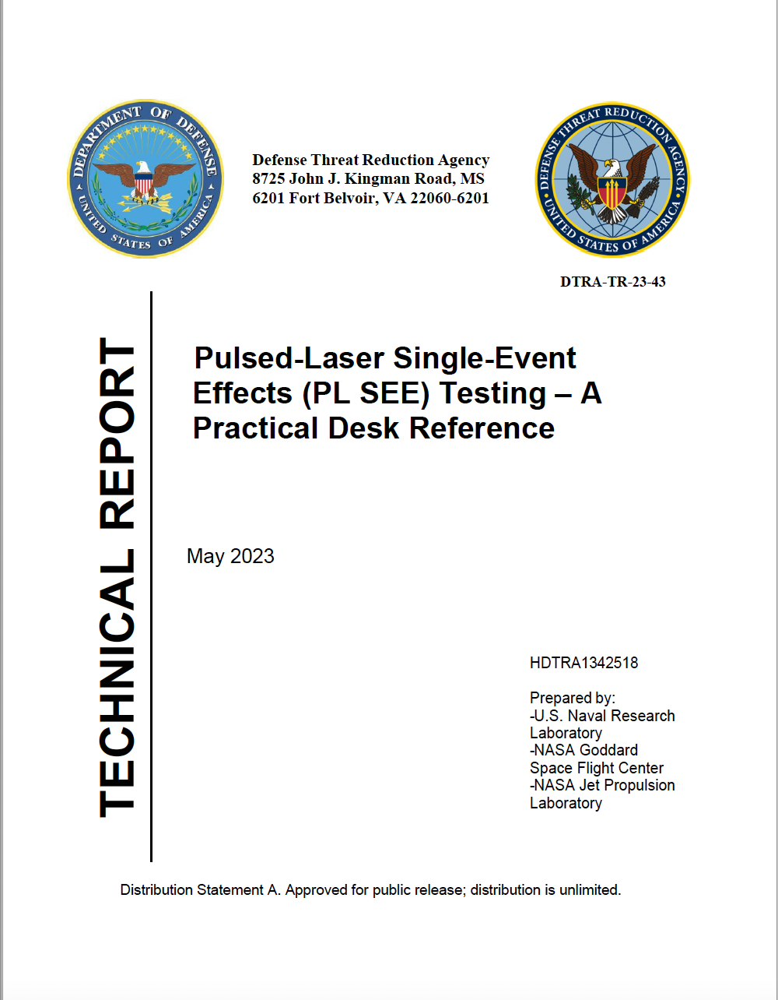 DEPARTMENT OF DEFENSE
UNITED STATES OF AMERICA
Defense Threat Reduction Agency
8725 John J. Kingman Road, MS
6201 Fort Belvoir, VA 22060-6201
DEFENSE THREAT REDUCTION AGENCY
UNITED STATES OF AMERICA
DTRA-TR-23-43
TECHNICAL REPORT
Pulsed-Laser Single-Event
Effects (PL SEE) Testing – A
Practical Desk Reference
May 2023
HDTRA1342518
Prepared by:
-U.S. Naval Research
Laboratory
-NASA Goddard
Space Flight Center
-NASA Jet Propulsion
Laboratory
Distribution Statement A. Approved for public release; distribution is unlimited.